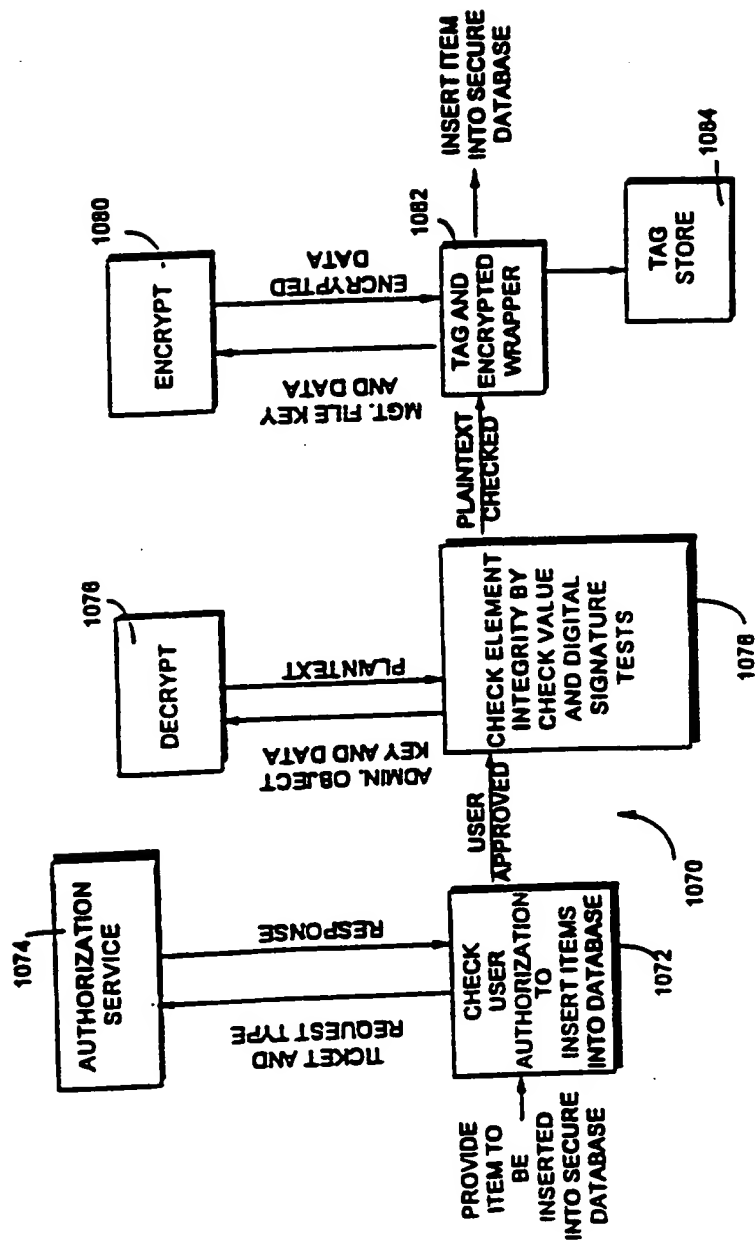 1074
AUTHORIZATION
SERVICE
TICKET AND
REQUEST TYPE
RESPONSE
PROVIDE
ITEM TO
BE
INSERTED
INTO SECURE
DATABASE
CHECK
USER
AUTHORIZATION
TO
INSERT ITEMS
INTO DATABASE
1072
1070
USER
APPROVED
1076
DECRYPT
ADMIN. OBJECT
KEY AND DATA
PLAINTEXT
CHECK ELEMENT
INTEGRITY BY
CHECK VALUE
AND DIGITAL
SIGNATURE
TESTS
1078
PLAINTEXT
CHECKED
1080
ENCRYPT
MGT. FILE KEY
AND DATA
ENCRYPTED
DATA
1082
TAG AND
ENCRYPTED
WRAPPER
INSERT ITEM
INTO SECURE
DATABASE
TAG
STORE
1084